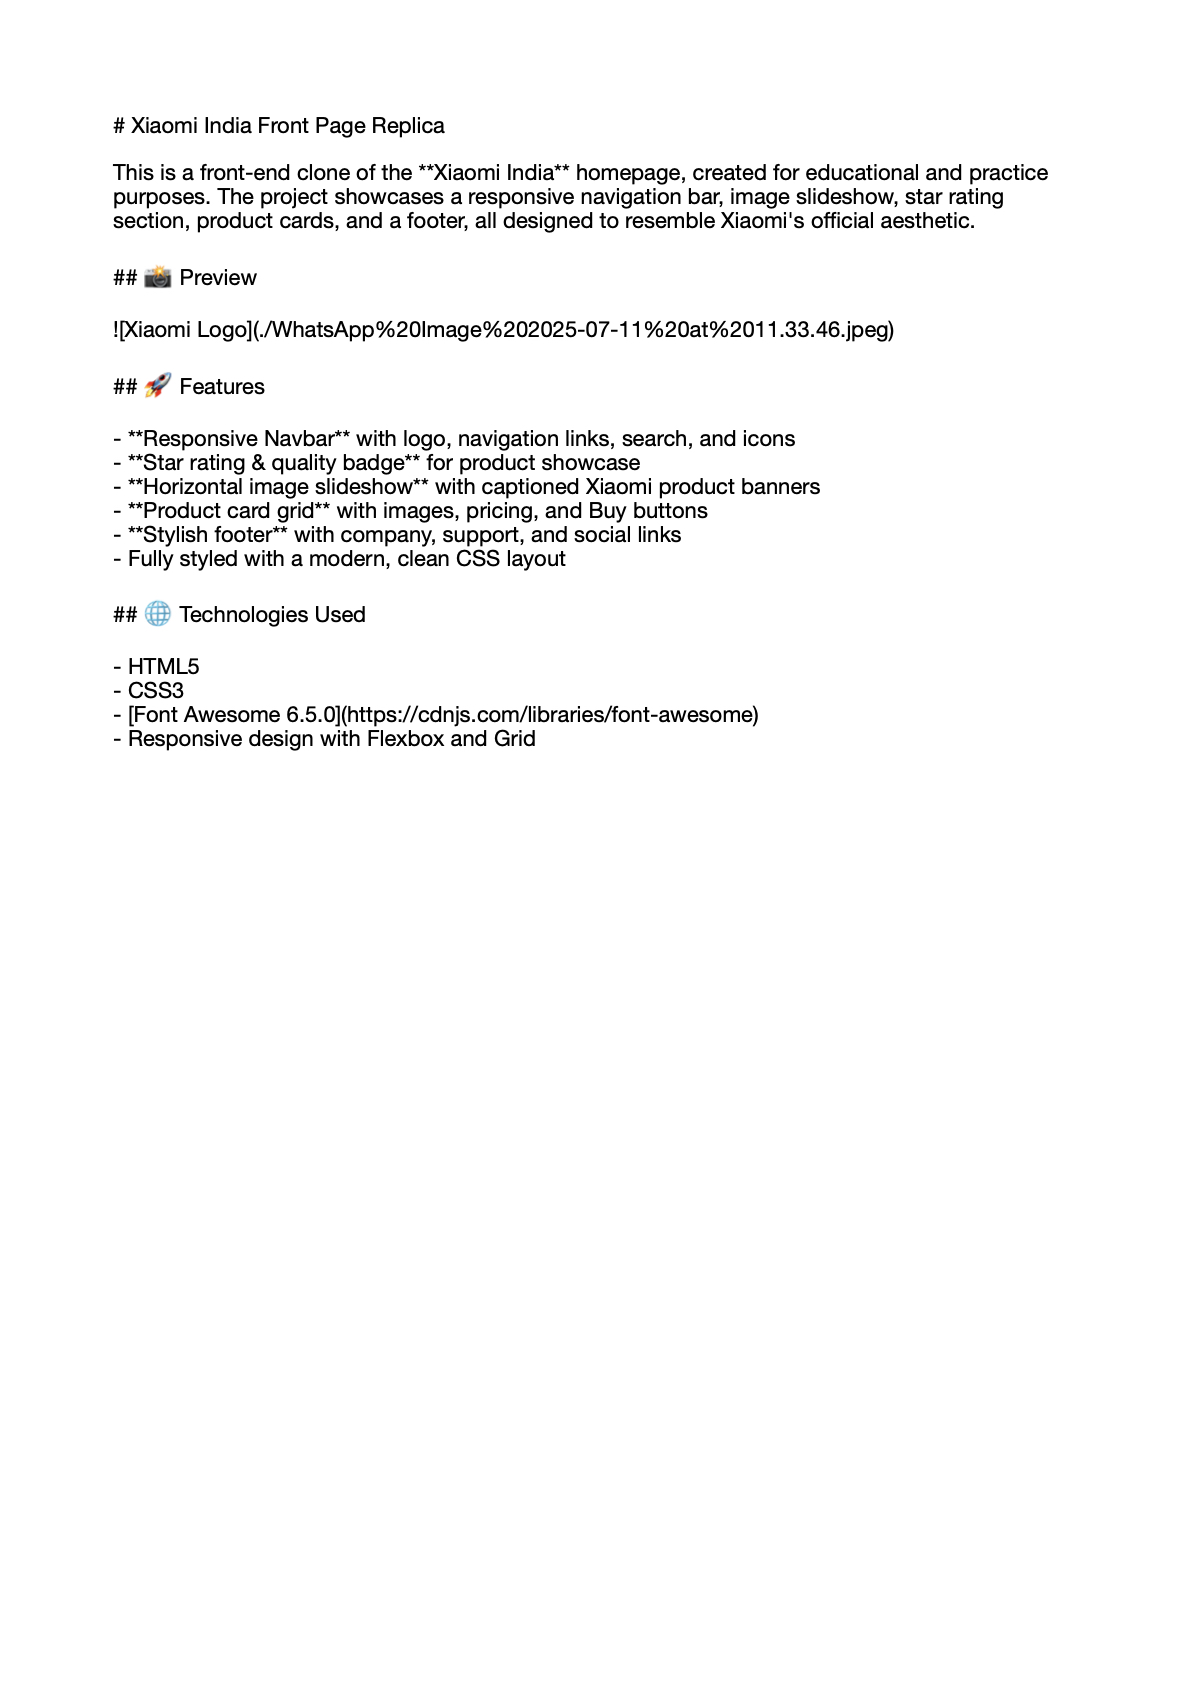 # Xiaomi India Front Page Replica
This is a front-end clone of the **Xiaomi India** homepage, created for educational and practice
purposes. The project showcases a responsive navigation bar, image slideshow, star rating
section, product cards, and a footer, all designed to resemble Xiaomi's official aesthetic.
## 📸 Preview
![Xiaomi Logo](./WhatsApp%20Image%202025-07-11%20at%2011.33.46.jpeg)
## 🚀 Features
- **Responsive Navbar** with logo, navigation links, search, and icons
- **Star rating & quality badge** for product showcase
- **Horizontal image slideshow** with captioned Xiaomi product banners
- **Product card grid** with images, pricing, and Buy buttons
- **Stylish footer** with company, support, and social links
- Fully styled with a modern, clean CSS layout
## 🌐 Technologies Used
- HTML5
- CSS3
- [Font Awesome 6.5.0](https://cdnjs.com/libraries/font-awesome)
- Responsive design with Flexbox and Grid